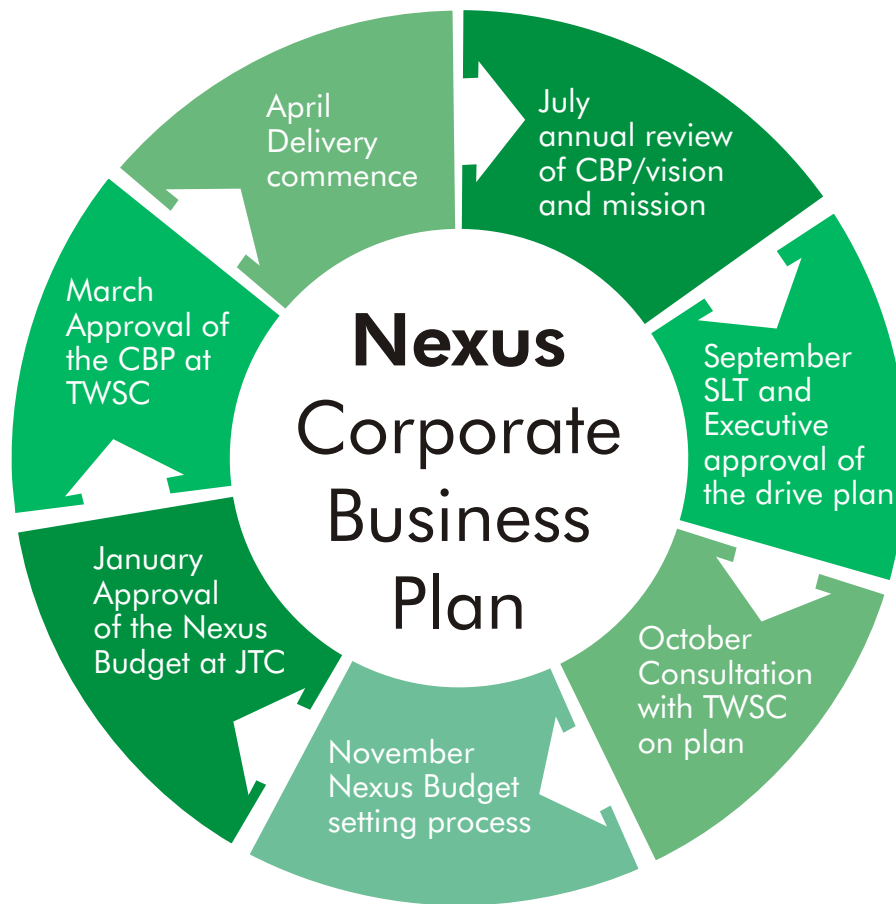 Nexus
Corporate
Business
Plan
July
annual review
of CBP/vision
and mission
September
SLT and
Executive
approval of
the drive plan
October
Consultation
with TWSC
on plan
November
Nexus Budget
setting process
January
Approval
of the Nexus
Budget at JTC
March
Approval of
the CBP at
TWSC
April
Delivery
commence